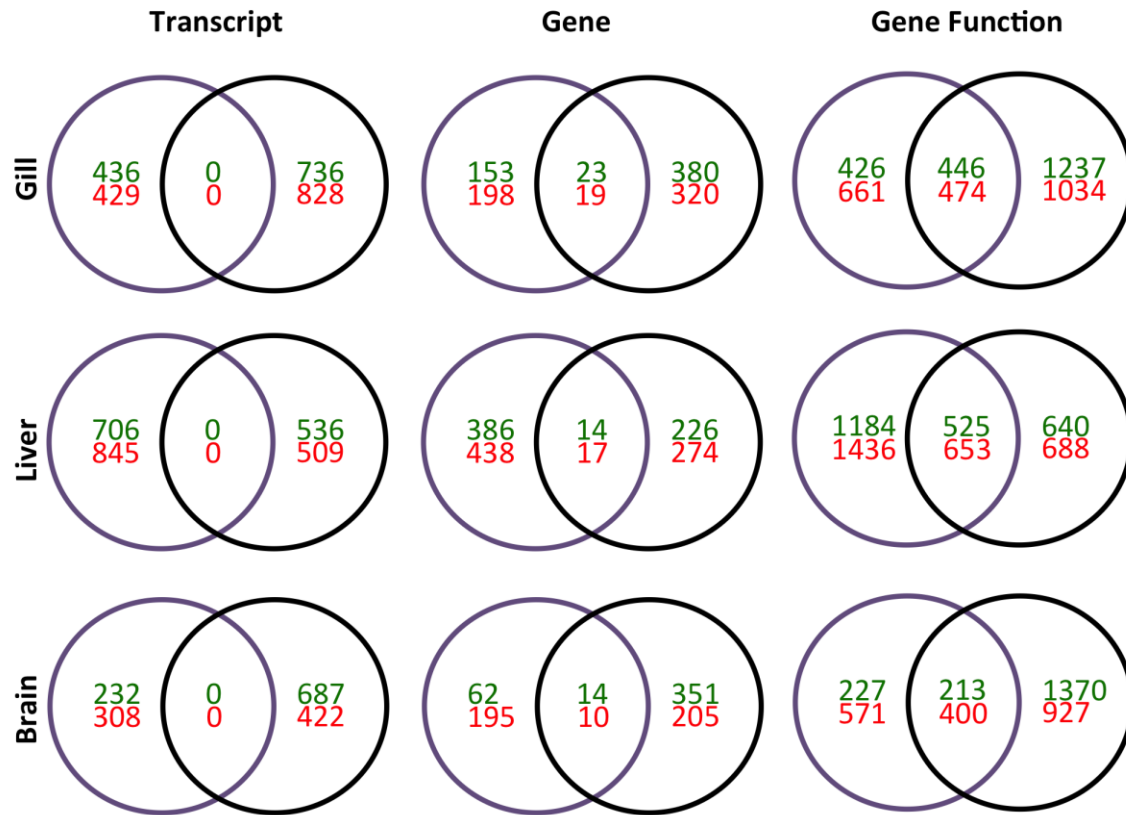 Transcript Gene Gene Function
Gill
436 0 736 153 23 380 426 446 1237
429 0 828 198 19 320 661 474 1034
Liver
706 0 536 386 14 226 1184 525 640
845 0 509 438 17 274 1436 653 688
Brain
232 0 687 62 14 351 227 213 1370
308 0 422 195 10 205 571 400 927